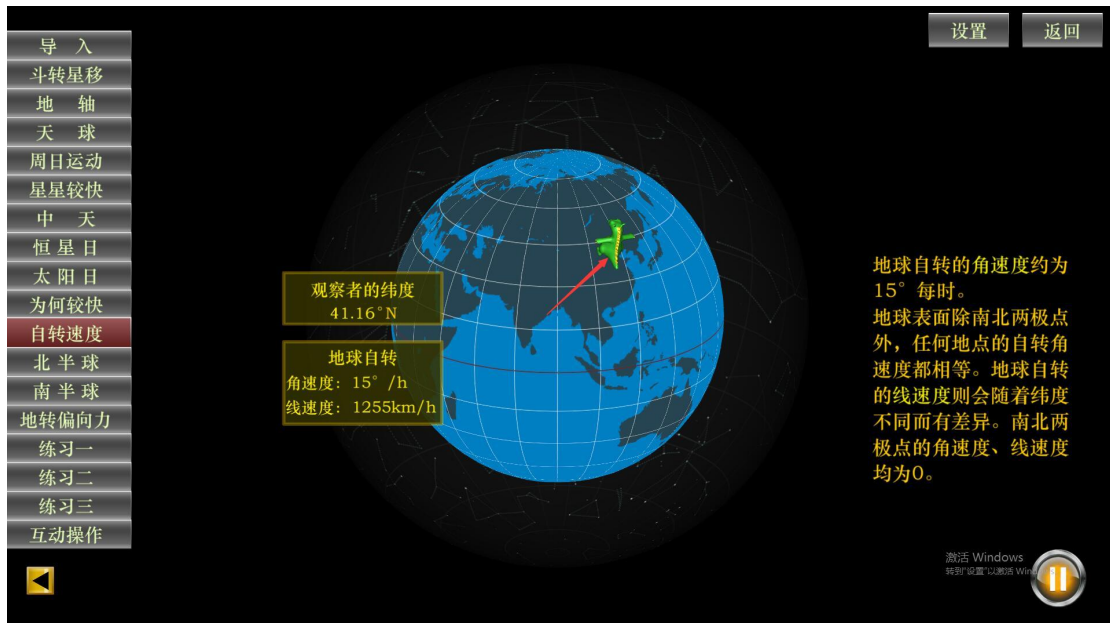 设置
返回
导 入
斗转星移
地 轴
天 球
周日运动
星星较快
中 天
恒 星 日
太 阳 日
为何较快
自转速度
北 半 球
南 半 球
地转偏向力
练习一
练习二
练习三
互动操作
观察者的纬度
41.16°N
地球自转
角速度：15°/h
线速度：1255km/h
地球自转的角速度约为
15°每时。
地球表面除南北两极点
外，任何地点的自转角
速度都相等。地球自转
的线速度则会随着纬度
不同而有差异。南北两
极点的角速度、线速度
均为0。
激活 Windows
转到"设置"以激活 Win